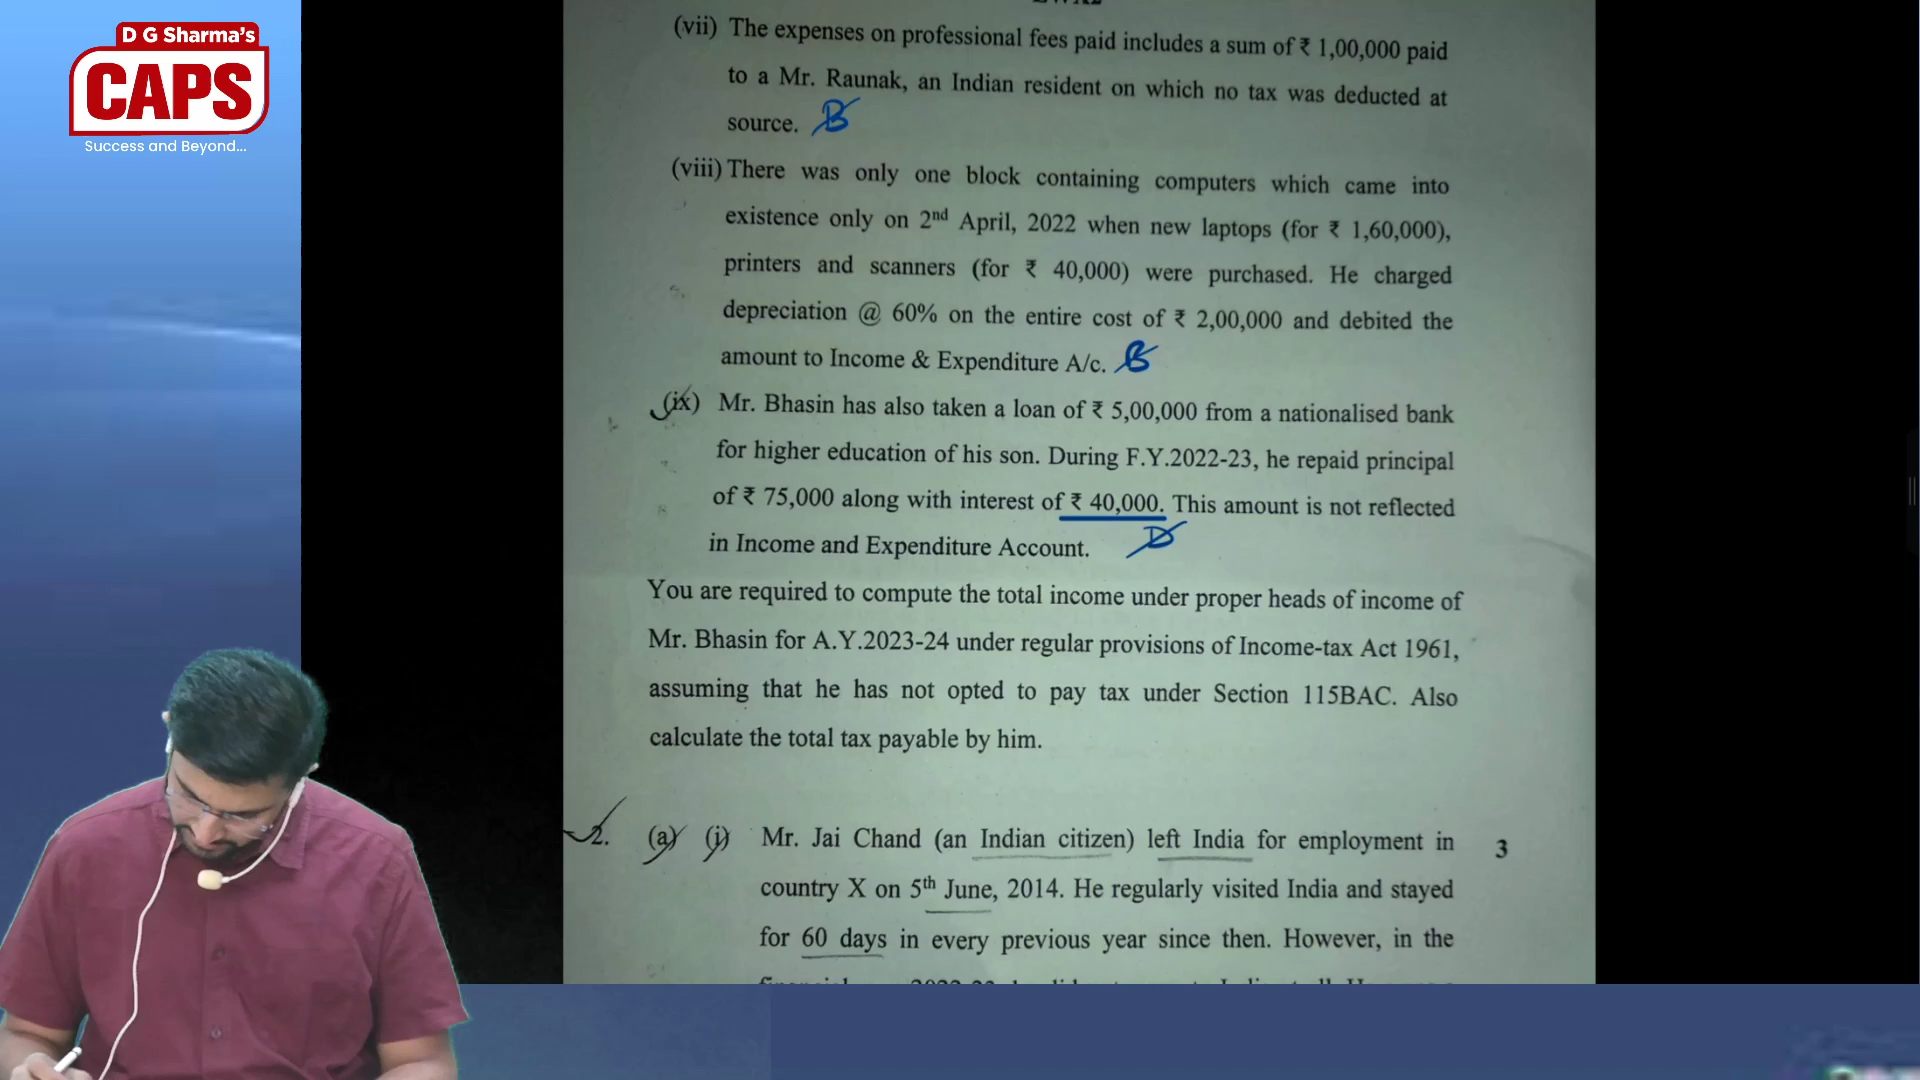 D G Sharma's
CAPS
Success and Beyond...
(vii) The expenses on professional fees paid includes a sum of ₹ 1,00,000 paid
to a Mr. Raunak, an Indian resident on which no tax was deducted at
source. B
(viii) There was only one block containing computers which came into
existence only on 2nd April, 2022 when new laptops (for ₹ 1,60,000),
printers and scanners (for ₹ 40,000) were purchased. He charged
depreciation @ 60% on the entire cost of ₹ 2,00,000 and debited the
amount to Income & Expenditure A/c. B
(ix) Mr. Bhasin has also taken a loan of ₹ 5,00,000 from a nationalised bank
for higher education of his son. During F.Y.2022-23, he repaid principal
of ₹ 75,000 along with interest of ₹ 40,000. This amount is not reflected
in Income and Expenditure Account. D
You are required to compute the total income under proper heads of income of
Mr. Bhasin for A.Y.2023-24 under regular provisions of Income-tax Act 1961,
assuming that he has not opted to pay tax under Section 115BAC. Also
calculate the total tax payable by him.
2. (a) (i) Mr. Jai Chand (an Indian citizen) left India for employment in 3
country X on 5th June, 2014. He regularly visited India and stayed
for 60 days in every previous year since then. However, in the